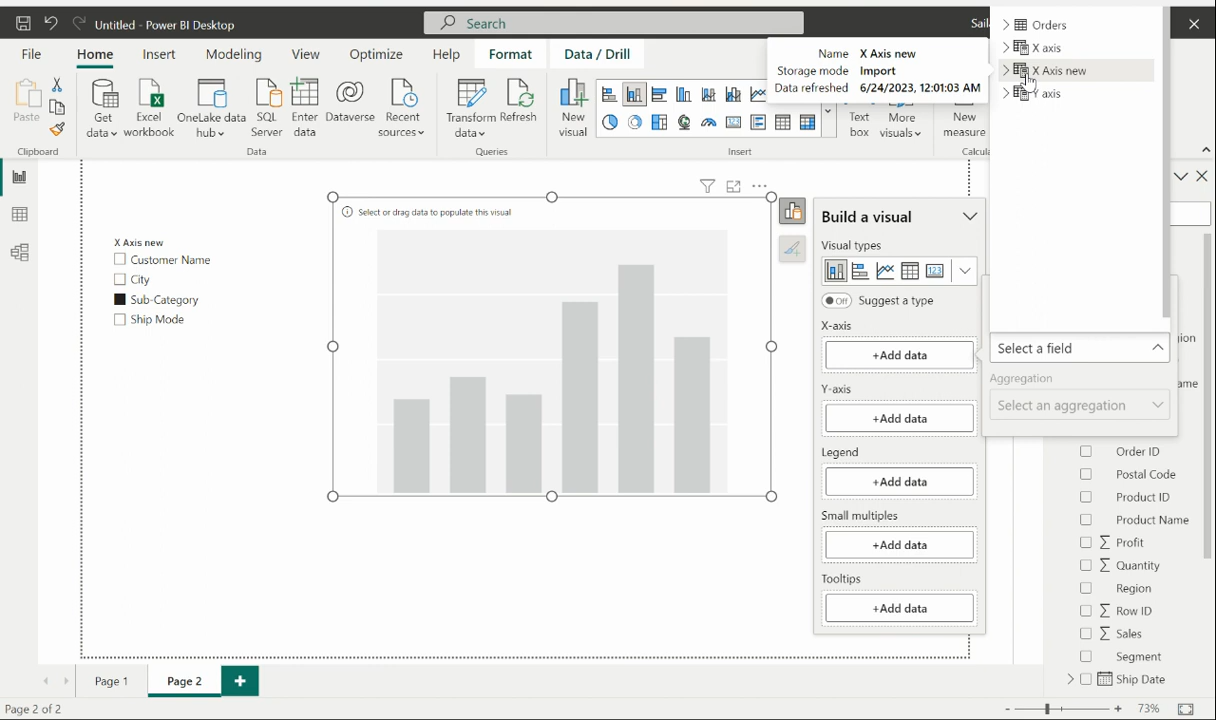 Untitled - Power BI Desktop
Search
Saila
File
Home
Insert
Modeling
View
Optimize
Help
Format
Data / Drill
Name X Axis new
Storage mode Import
Data refreshed 6/24/2023, 12:01:03 AM
Orders
X axis
X Axis new
Y axis
Paste
Get data
Excel workbook
OneLake data hub
SQL Server
Enter data
Dataverse
Recent sources
Transform data
Refresh
New visual
Text box
More visuals
New measure
Clipboard
Data
Queries
Insert
Calcula
Select or drag data to populate this visual
X Axis new
Customer Name
City
Sub-Category
Ship Mode
Build a visual
Visual types
123
Off
Suggest a type
X-axis
+Add data
Y-axis
+Add data
Legend
+Add data
Small multiples
+Add data
Tooltips
+Add data
Select a field
Aggregation
Select an aggregation
gion
ame
Order ID
Postal Code
Product ID
Product Name
Profit
Quantity
Region
Row ID
Sales
Segment
Ship Date
Page 1
Page 2
Page 2 of 2
- + 73%